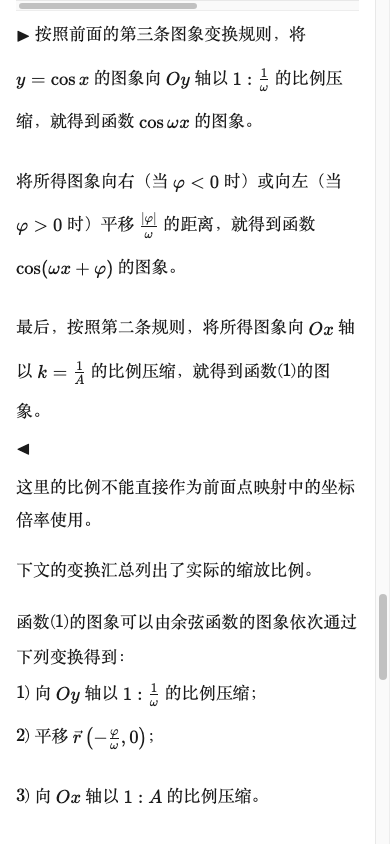 ▶ 按照前面的第三条图象变换规则，将
y = cos x 的图象向 Oy 轴以 1 : 1/ω 的比例压
缩，就得到函数 cos ωx 的图象。
将所得图象向右（当 φ < 0 时）或向左（当
φ > 0 时）平移 |φ|/ω 的距离，就得到函数
cos(ωx + φ) 的图象。
最后，按照第二条规则，将所得图象向 Ox 轴
以 k = 1/A 的比例压缩，就得到函数(1)的图
象。
◀
这里的比例不能直接作为前面点映射中的坐标
倍率使用。
下文的变换汇总列出了实际的缩放比例。
函数(1)的图象可以由余弦函数的图象依次通过
下列变换得到：
1) 向 Oy 轴以 1 : 1/ω 的比例压缩；
2) 平移 r⃗ (−φ/ω, 0)；
3) 向 Ox 轴以 1 : A 的比例压缩。